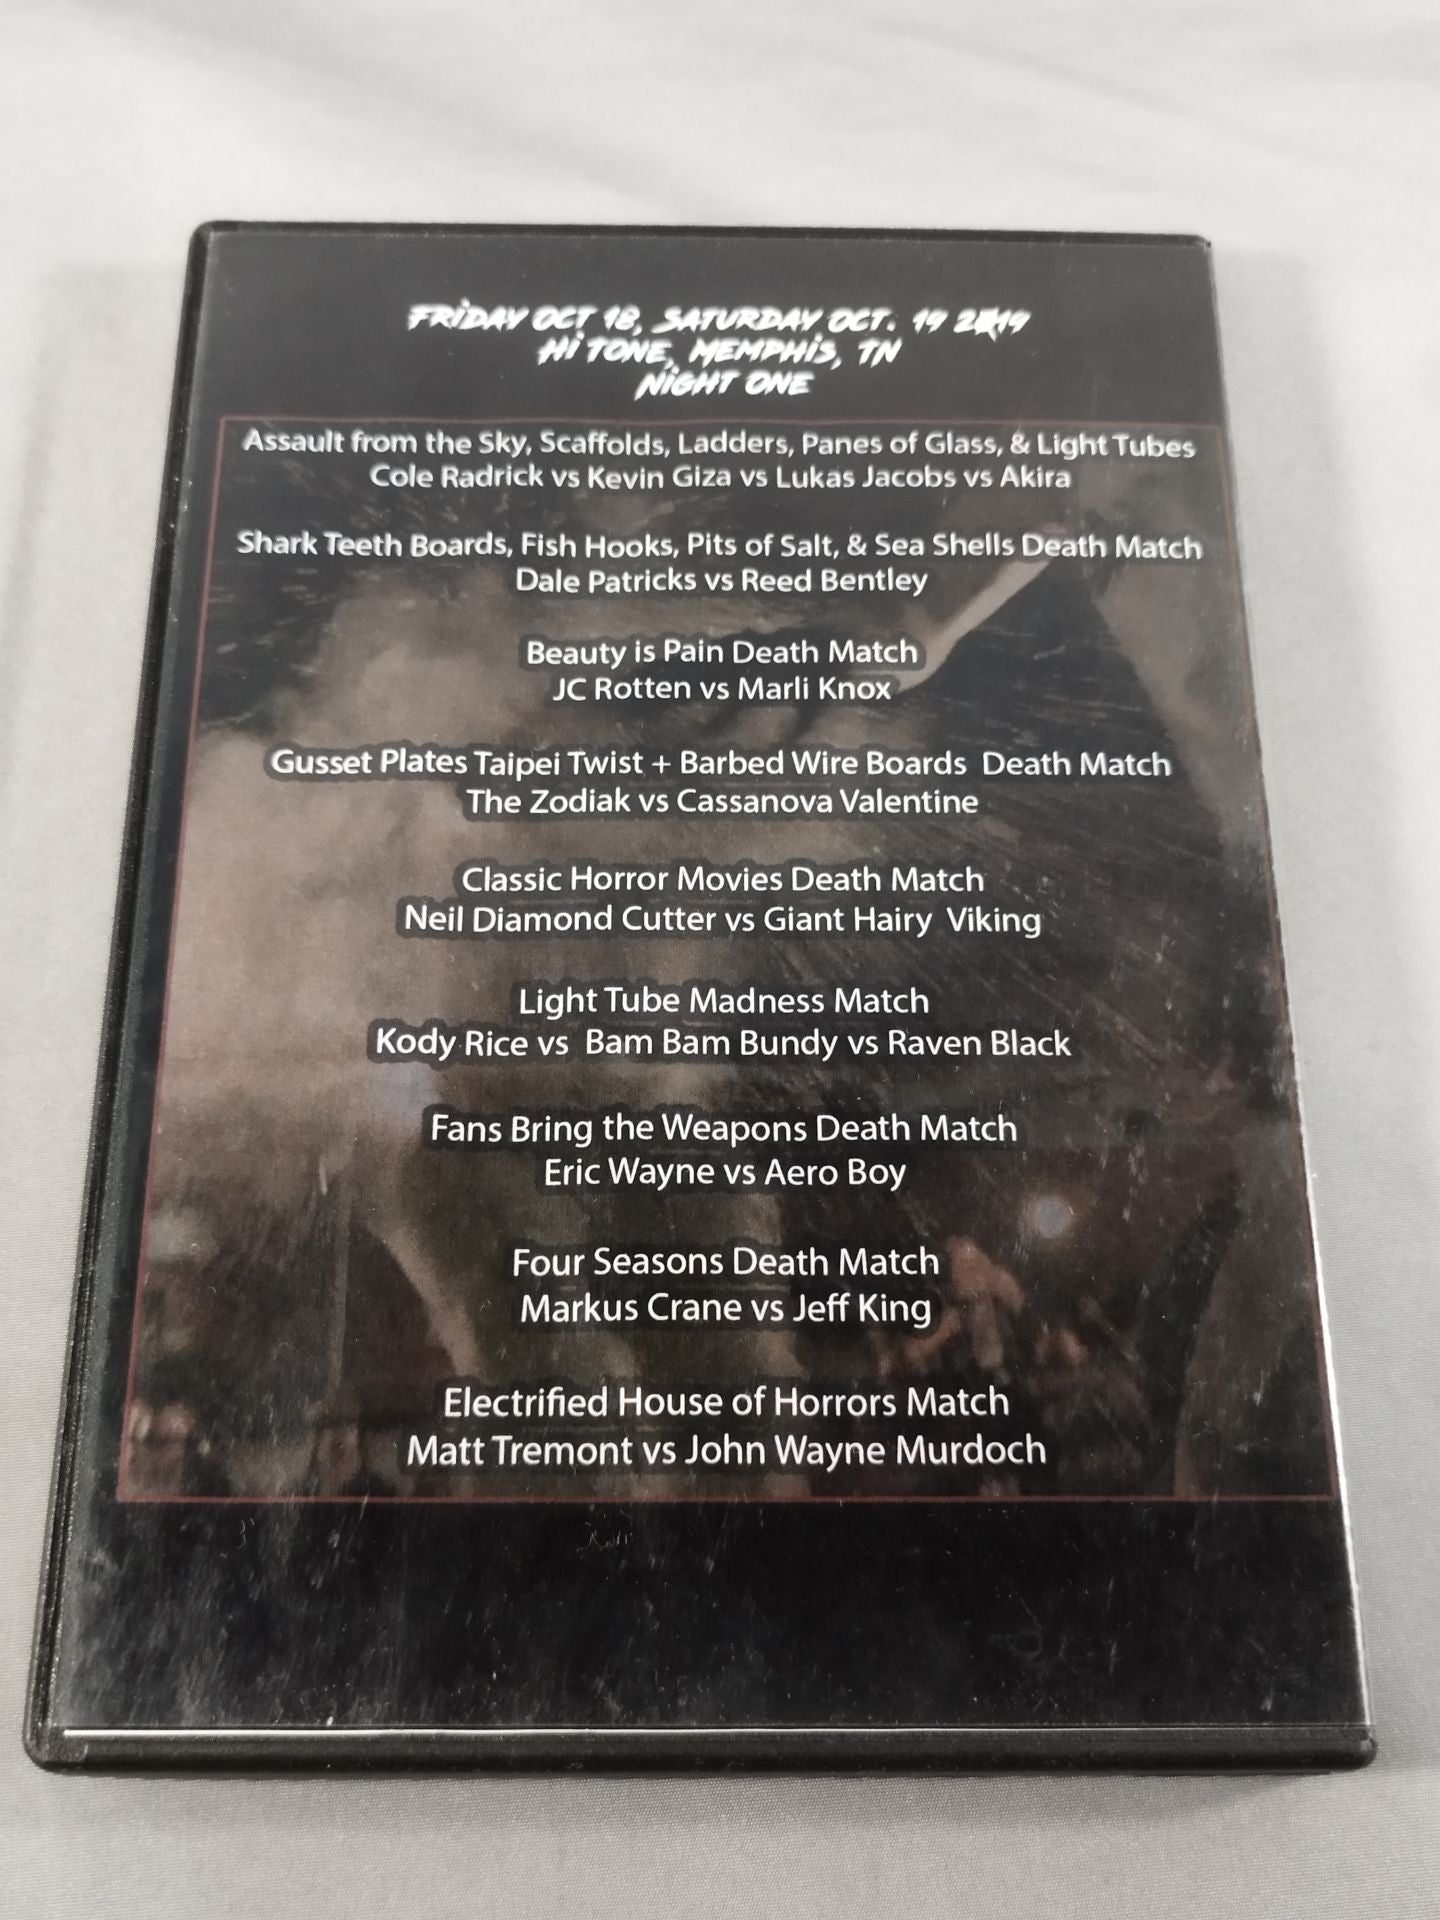 FRIDAY OCT 18, SATURDAY OCT. 19 2019
HI TONE, MEMPHIS, TN
NIGHT ONE
Assault from the Sky, Scaffolds, Ladders, Panes of Glass, & Light Tubes
Cole Radrick vs Kevin Giza vs Lukas Jacobs vs Akira
Shark Teeth Boards, Fish Hooks, Pits of Salt, & Sea Shells Death Match
Dale Patricks vs Reed Bentley
Beauty is Pain Death Match
JC Rotten vs Marli Knox
Gusset Plates Taipei Twist + Barbed Wire Boards Death Match
The Zodiak vs Cassanova Valentine
Classic Horror Movies Death Match
Neil Diamond Cutter vs Giant Hairy Viking
Light Tube Madness Match
Kody Rice vs Bam Bam Bundy vs Raven Black
Fans Bring the Weapons Death Match
Eric Wayne vs Aero Boy
Four Seasons Death Match
Markus Crane vs Jeff King
Electrified House of Horrors Match
Matt Tremont vs John Wayne Murdoch